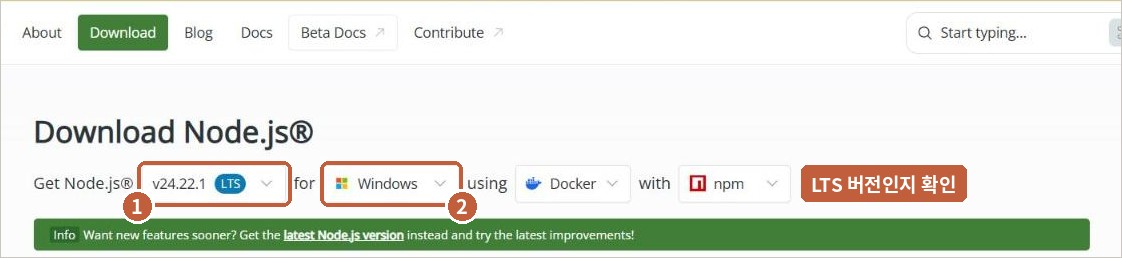 About Download Blog Docs Beta Docs Contribute Start typing...
Download Node.js®
Get Node.js® v24.22.1 LTS for Windows using Docker with npm LTS 버전인지 확인
1 2
Info Want new features sooner? Get the latest Node.js version instead and try the latest improvements!